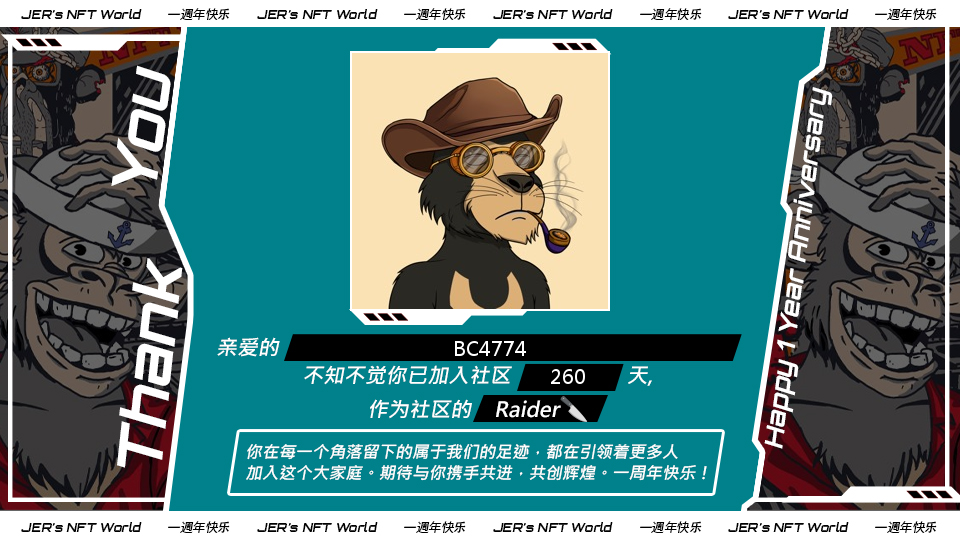 JER's NFT World 一週年快乐 JER's NFT World 一週年快乐 JER's NFT World 一週年快乐 JER's NFT World 一週年快乐
Thank You
Happy 1 Year Anniversary
亲爱的 BC4774
不知不觉你已加入社区 260 天,
作为社区的 Raider
你在每一个角落留下的属于我们的足迹，都在引领着更多人
加入这个大家庭。期待与你携手共进，共创辉煌。一周年快乐！
JER's NFT World 一週年快乐 JER's NFT World 一週年快乐 JER's NFT World 一週年快乐 JER's NFT World 一週年快乐